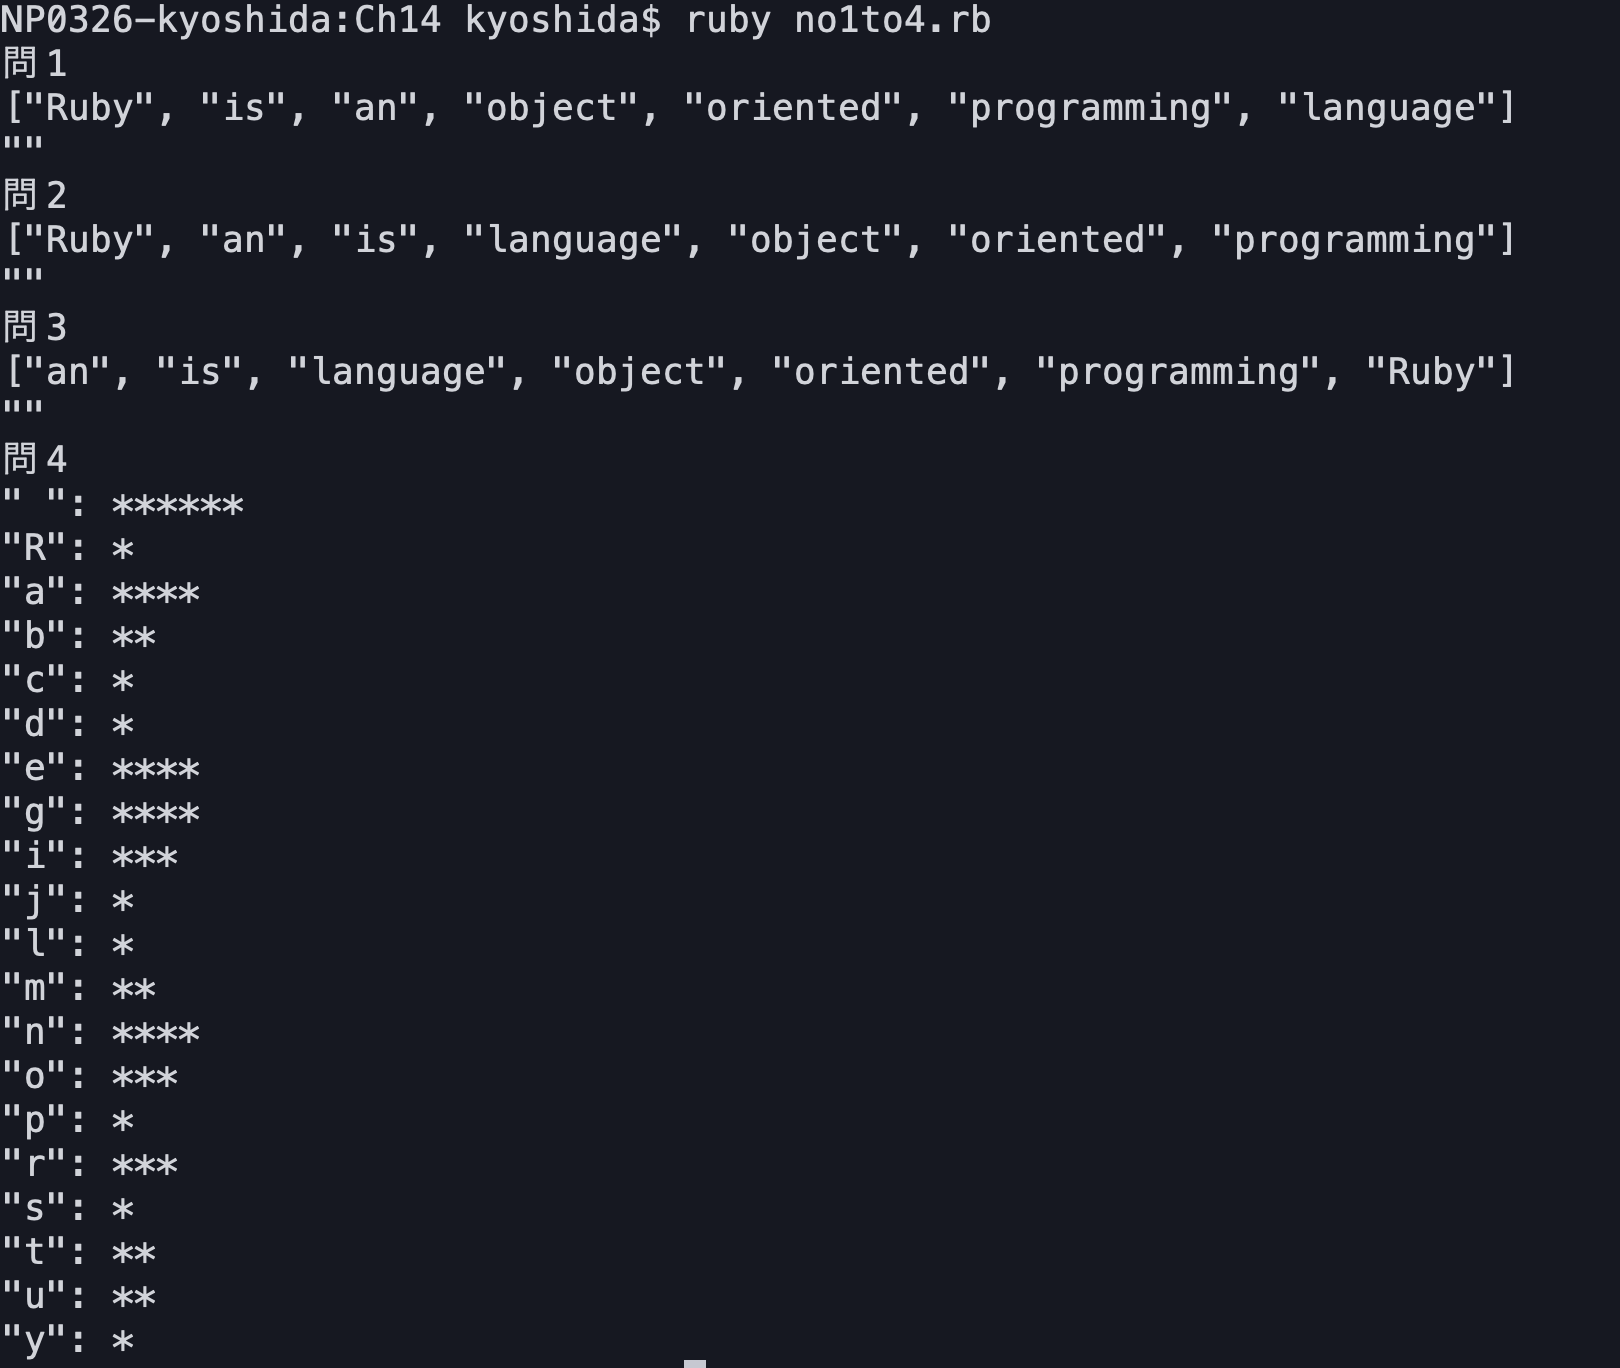 NP0326-kyoshida:Ch14 kyoshida$ ruby no1to4.rb
問1
["Ruby", "is", "an", "object", "oriented", "programming", "language"]
""
問2
["Ruby", "an", "is", "language", "object", "oriented", "programming"]
""
問3
["an", "is", "language", "object", "oriented", "programming", "Ruby"]
""
問4
" ": ******
"R": *
"a": ****
"b": **
"c": *
"d": *
"e": ****
"g": ****
"i": ***
"j": *
"l": *
"m": **
"n": ****
"o": ***
"p": *
"r": ***
"s": *
"t": **
"u": **
"y": *